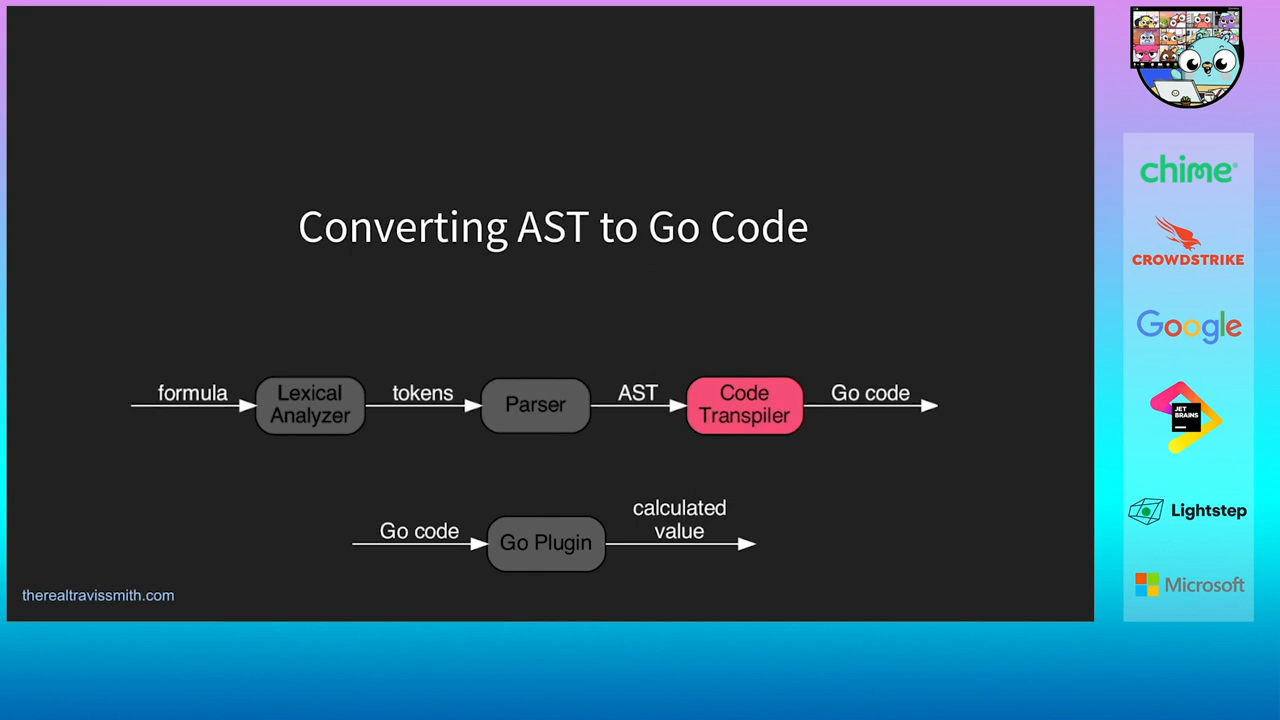 Converting AST to Go Code
formula
Lexical
Analyzer
tokens
Parser
AST
Code
Transpiler
Go code
Go code
Go Plugin
calculated
value
therealtravissmith.com
chime®
CROWDSTRIKE
Google
JET
BRAINS
Lightstep
Microsoft